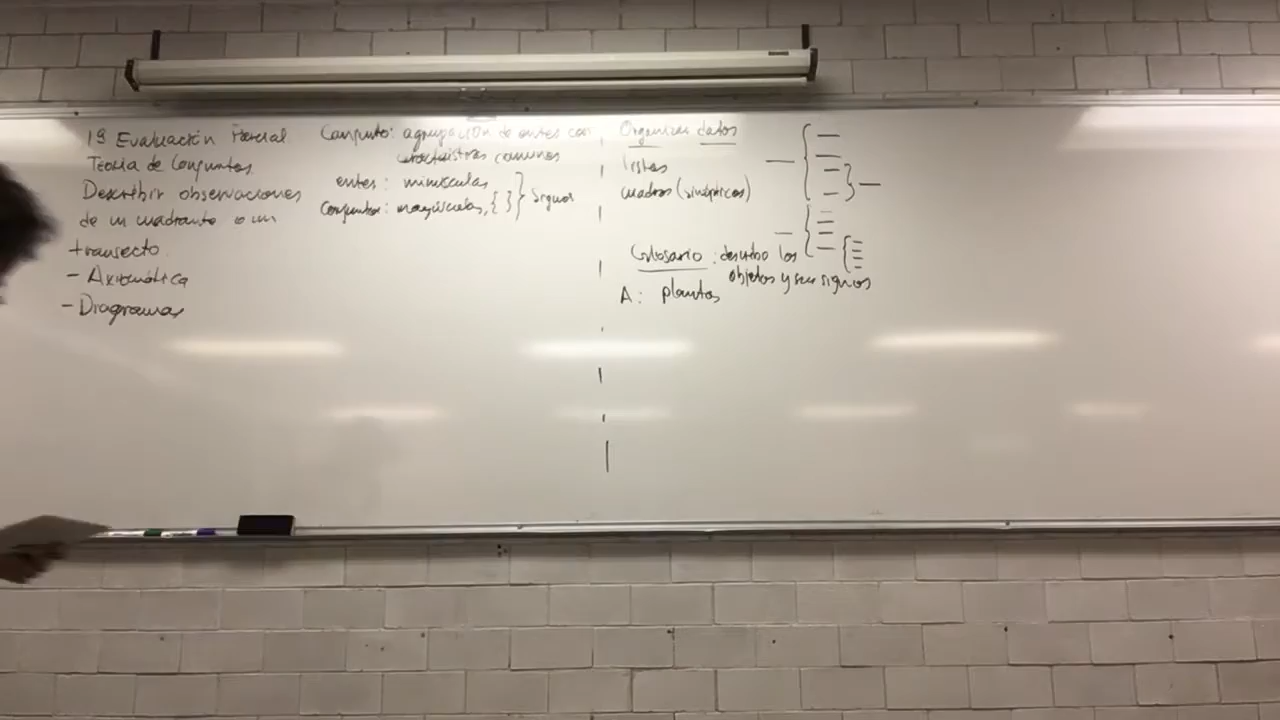 1ª Evaluación Parcial
Teoría de Conjuntos
Describir observaciones
de un cuadrante o un
transecto
- Axiomática
- Diagramas
Conjunto: agrupación de entes con
características comunes
entes: minúsculas
Conjuntos: mayúsculas, { } } Signos
Organizar datos
listas
cuadros (sinópticos)
Glosario: describo los
objetos y sus signos
A: plantas